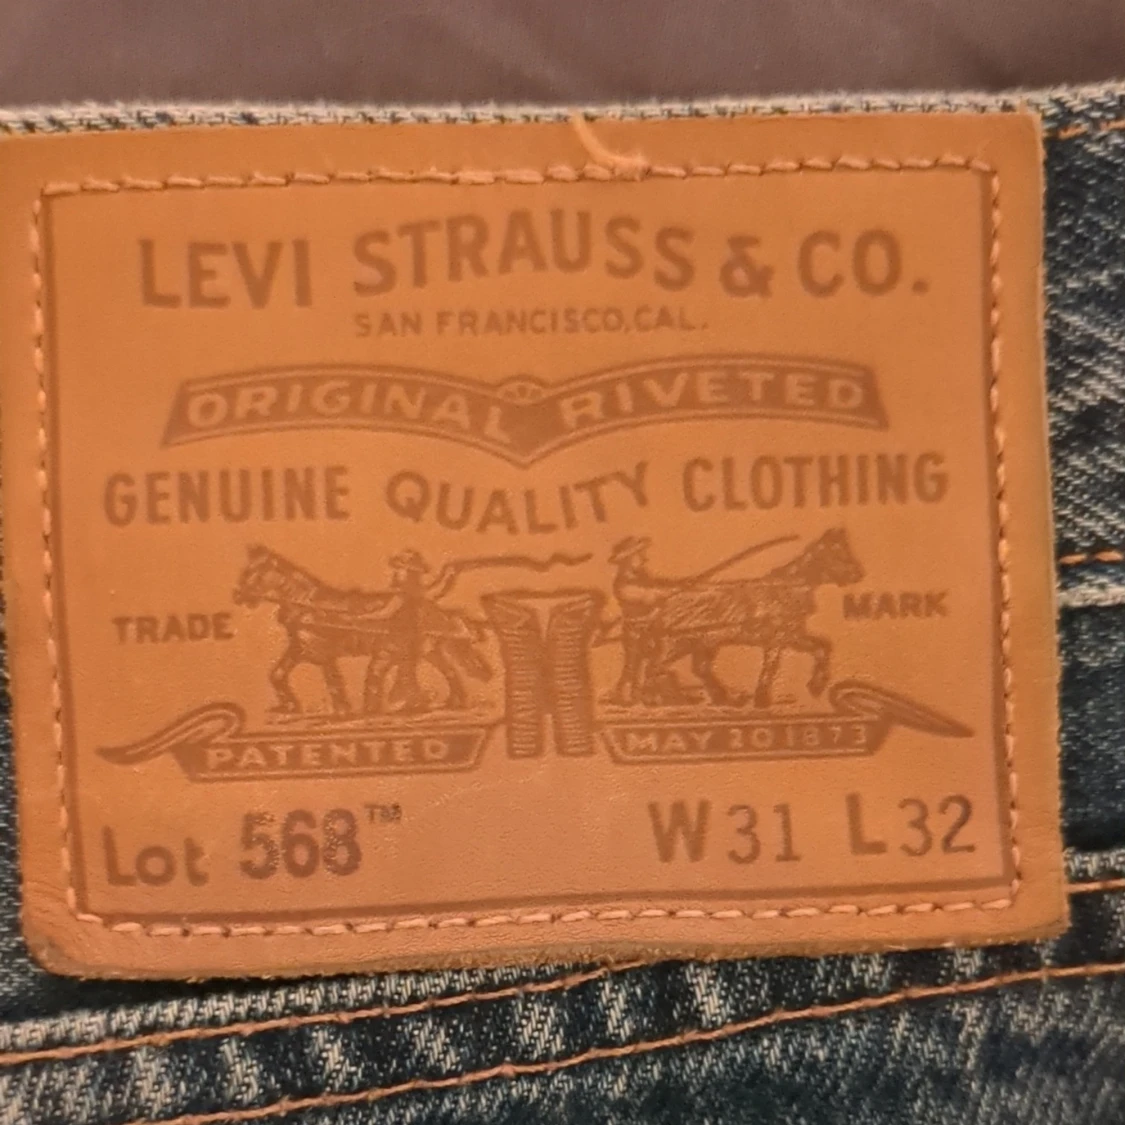 LEVI STRAUSS & CO.
SAN FRANCISCO, CAL.
ORIGINAL RIVETED
GENUINE QUALITY CLOTHING
TRADE MARK
PATENTED MAY 20 1873
Lot 568™ W31 L32